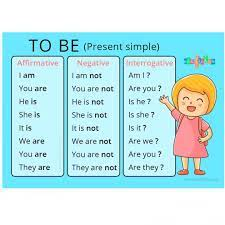 TO BE (Present simple)
Affirmative
I am
You are
He is
She is
It is
We are
You are
They are
Negative
I am not
You are not
He is not
She is not
It is not
We are not
You are not
They are not
Interrogative
Am I ?
Are you ?
Is he ?
Is she ?
Is it ?
Are we ?
Are you ?
Are they ?